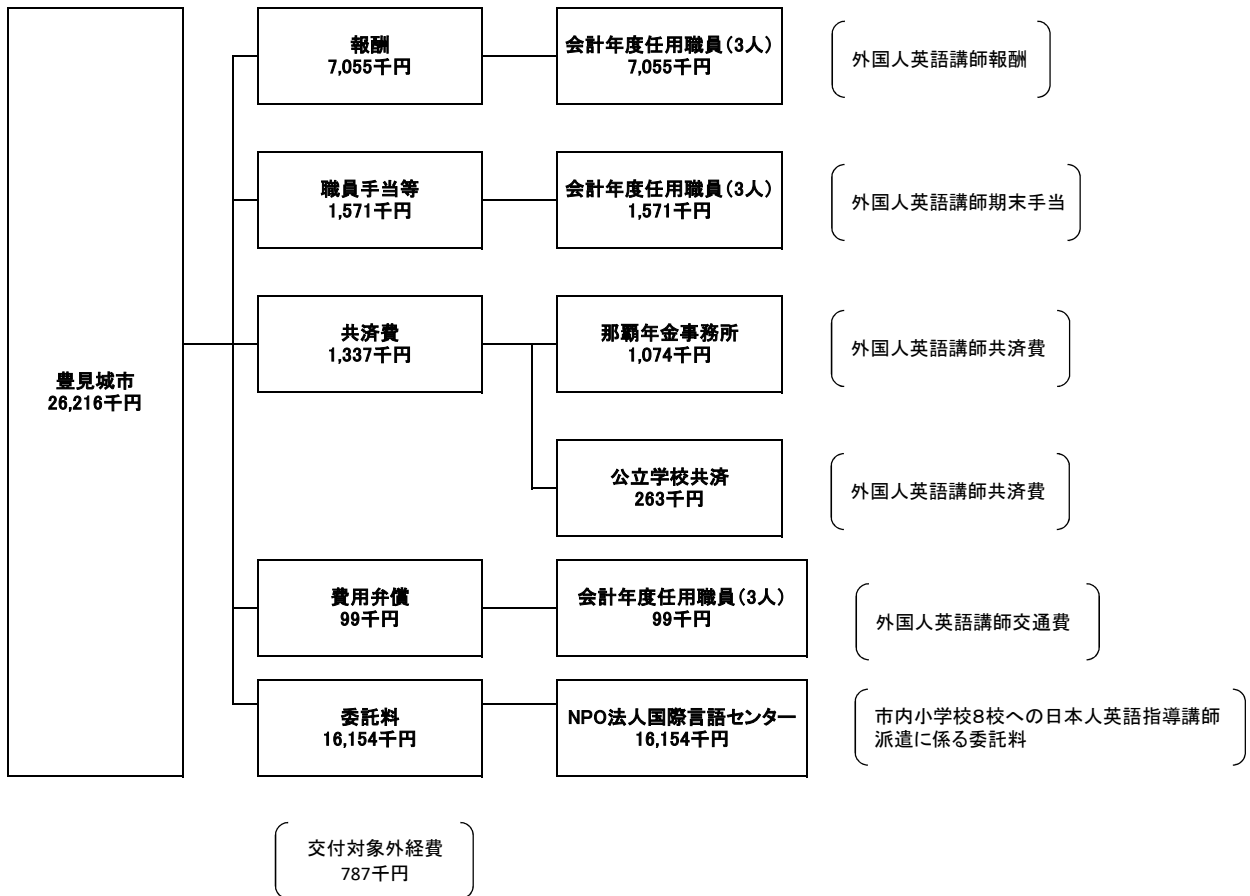 豊見城市
26,216千円
報酬
7,055千円
会計年度任用職員(3人)
7,055千円
外国人英語講師報酬
職員手当等
1,571千円
会計年度任用職員(3人)
1,571千円
外国人英語講師期末手当
共済費
1,337千円
那覇年金事務所
1,074千円
外国人英語講師共済費
公立学校共済
263千円
外国人英語講師共済費
費用弁償
99千円
会計年度任用職員(3人)
99千円
外国人英語講師交通費
委託料
16,154千円
NPO法人国際言語センター
16,154千円
市内小学校8校への日本人英語指導講師
派遣に係る委託料
交付対象外経費
787千円